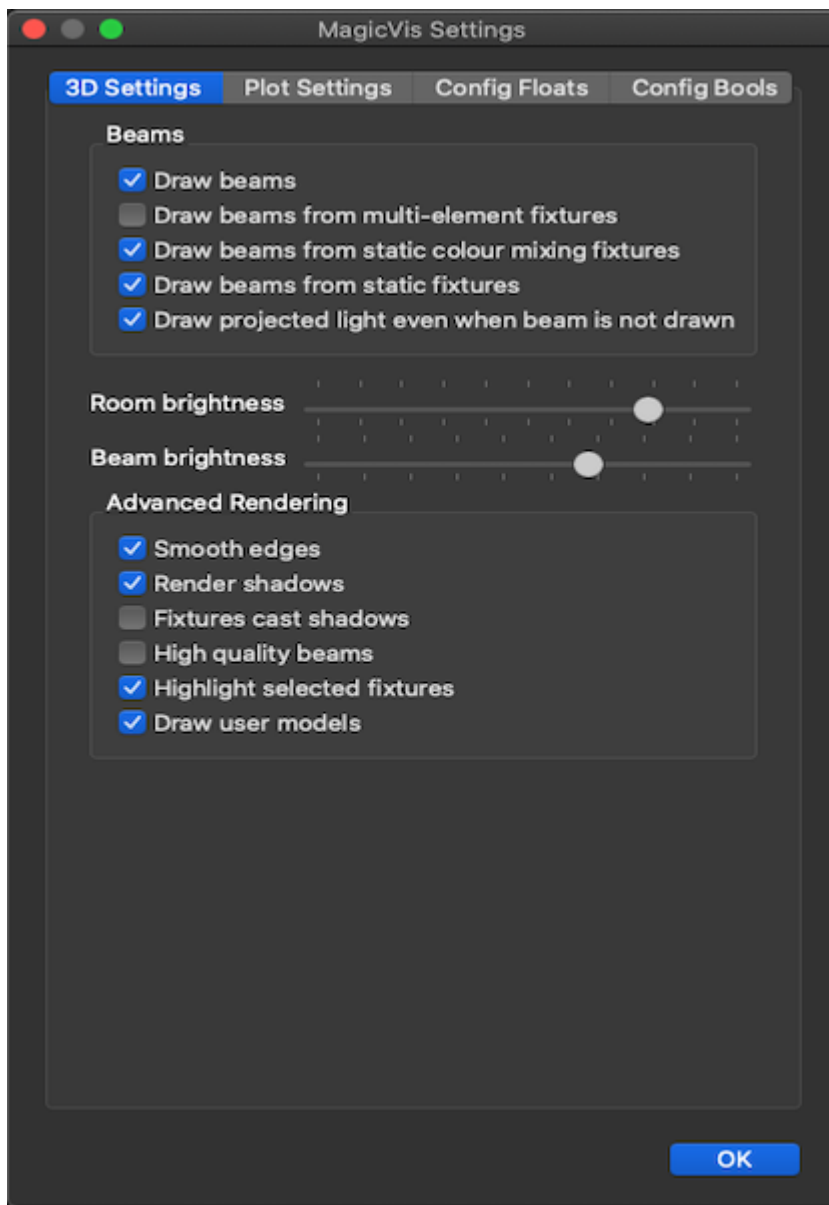 MagicVis Settings
3D Settings Plot Settings Config Floats Config Bools
Beams
Draw beams
Draw beams from multi-element fixtures
Draw beams from static colour mixing fixtures
Draw beams from static fixtures
Draw projected light even when beam is not drawn
Room brightness
Beam brightness
Advanced Rendering
Smooth edges
Render shadows
Fixtures cast shadows
High quality beams
Highlight selected fixtures
Draw user models
OK